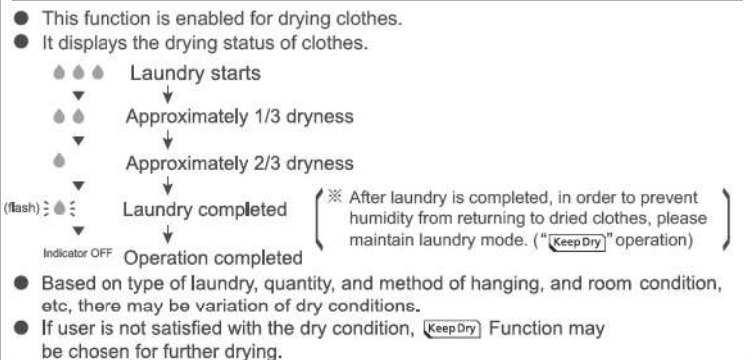 ● This function is enabled for drying clothes.
● It displays the drying status of clothes.
Laundry starts
Approximately 1/3 dryness
Approximately 2/3 dryness
(flash) Laundry completed
※ After laundry is completed, in order to prevent
humidity from returning to dried clothes, please
maintain laundry mode. ("KeepDry" operation)
Indicator OFF Operation completed
● Based on type of laundry, quantity, and method of hanging, and room condition,
etc, there may be variation of dry conditions.
● If user is not satisfied with the dry condition, KeepDry Function may
be chosen for further drying.